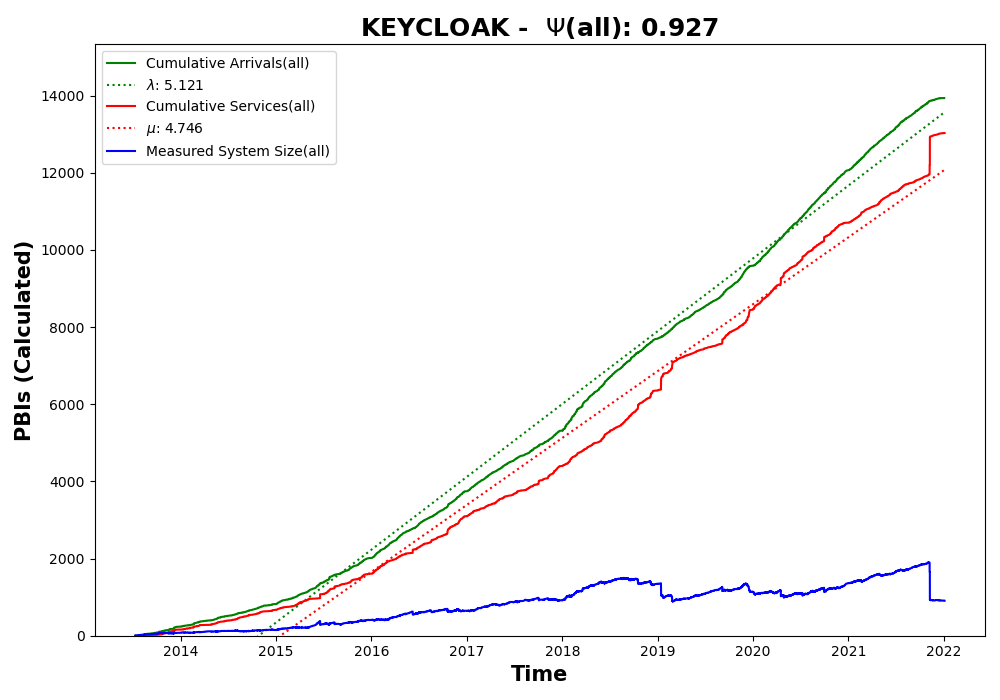 KEYCLOAK - Ψ(all): 0.927
Cumulative Arrivals(all)
λ: 5.121
Cumulative Services(all)
μ: 4.746
Measured System Size(all)
PBIs (Calculated)
14000
12000
10000
8000
6000
4000
2000
0
2014 2015 2016 2017 2018 2019 2020 2021 2022
Time